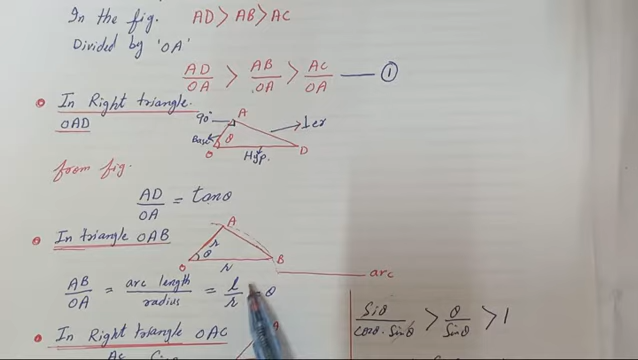 In the fig. AD > AB > AC
Divided by 'OA'
AD/OA > AB/OA > AC/OA — ①
In Right triangle
OAD
90° A
Base θ Ler
O Hyp. D
from fig.
AD/OA = tanθ
In triangle OAB
A
r
θ
O r B
arc
AB/OA = arc length/radius = l/r θ
Sinθ/cosθ·Sinθ > θ/Sinθ > 1
In Right triangle OAC
A